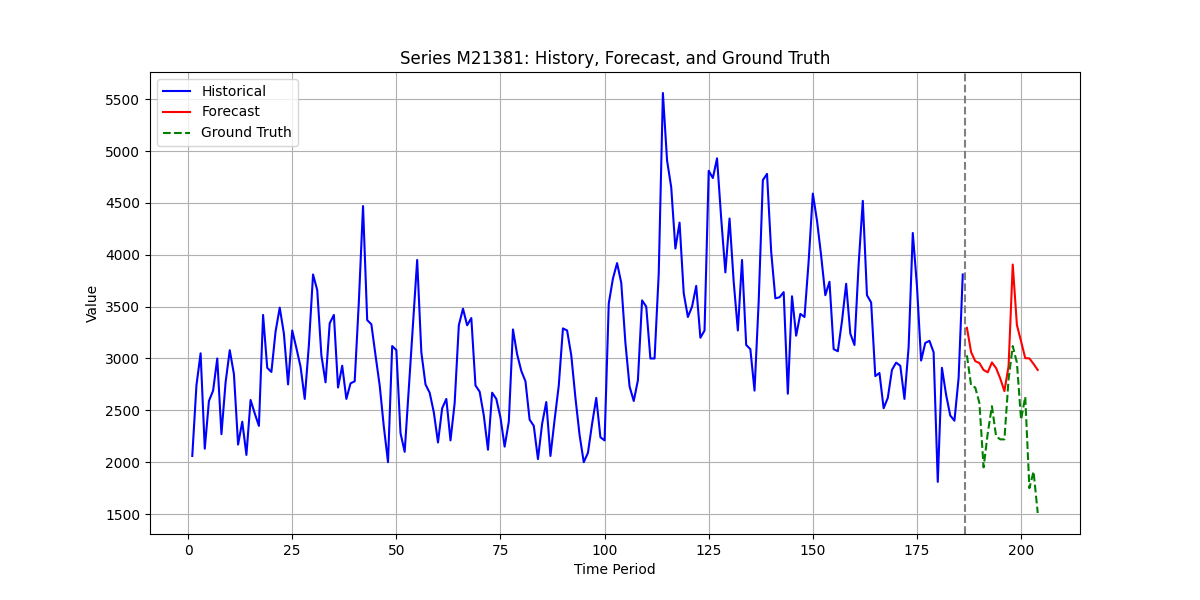 Series M21381: History, Forecast, and Ground Truth
Historical
Forecast
Ground Truth
Value
5500
5000
4500
4000
3500
3000
2500
2000
1500
0 25 50 75 100 125 150 175 200
Time Period